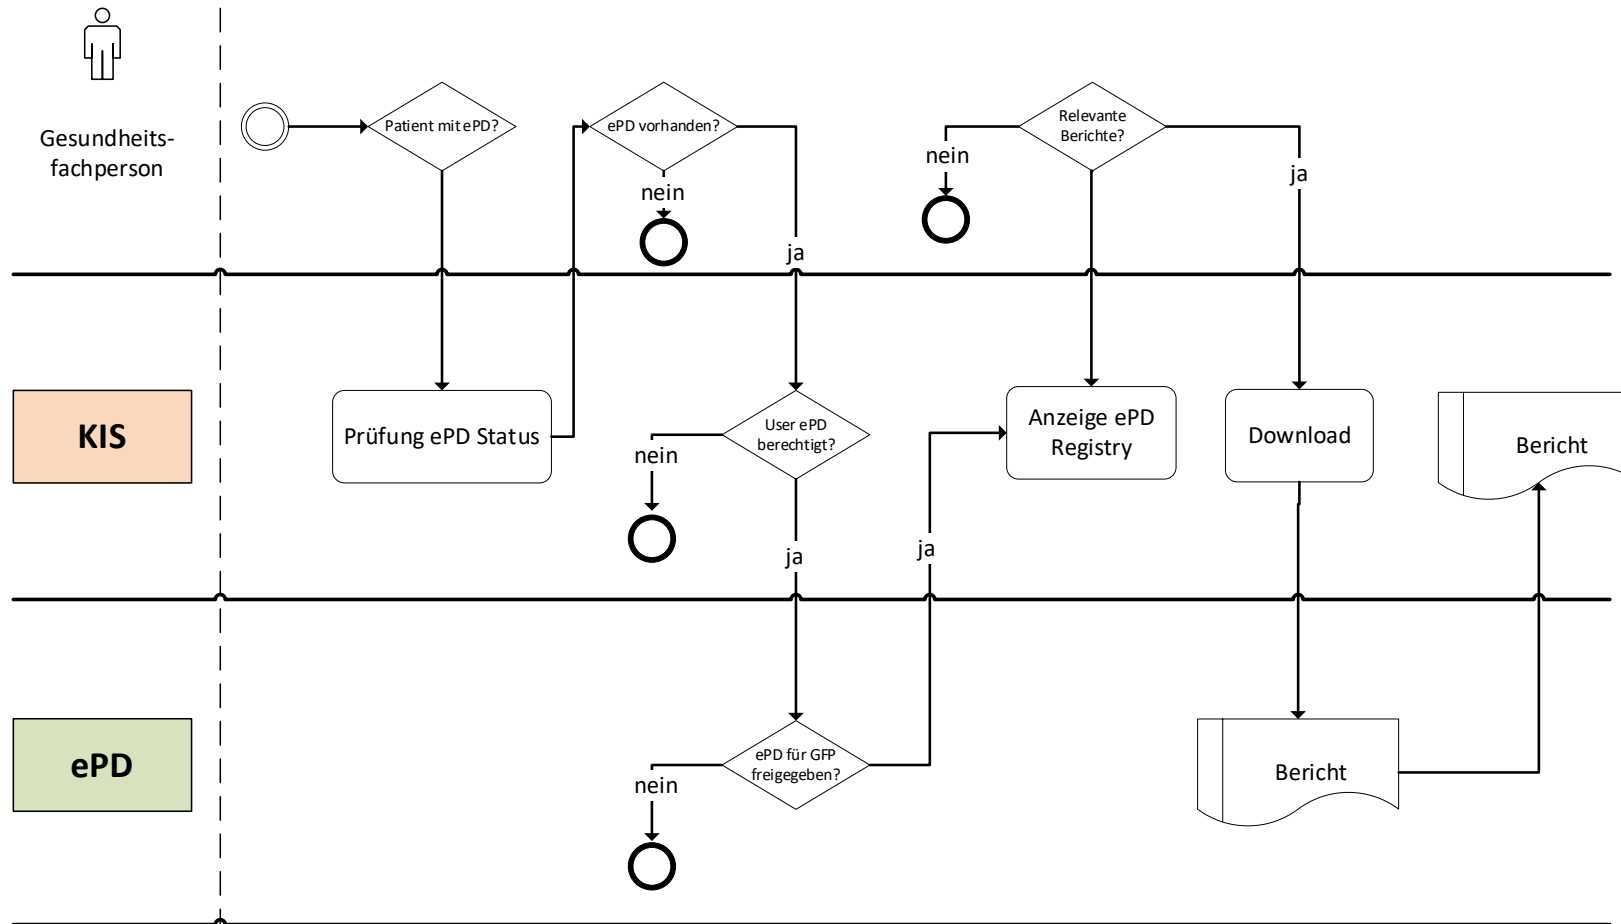 Gesundheits-
fachperson
Patient mit ePD?
ePD vorhanden?
nein
ja
Relevante
Berichte?
nein
ja
KIS
Prüfung ePD Status
User ePD
berechtigt?
nein
ja
Anzeige ePD
Registry
ja
Download
Bericht
ePD
ePD für GFP
freigegeben?
nein
Bericht